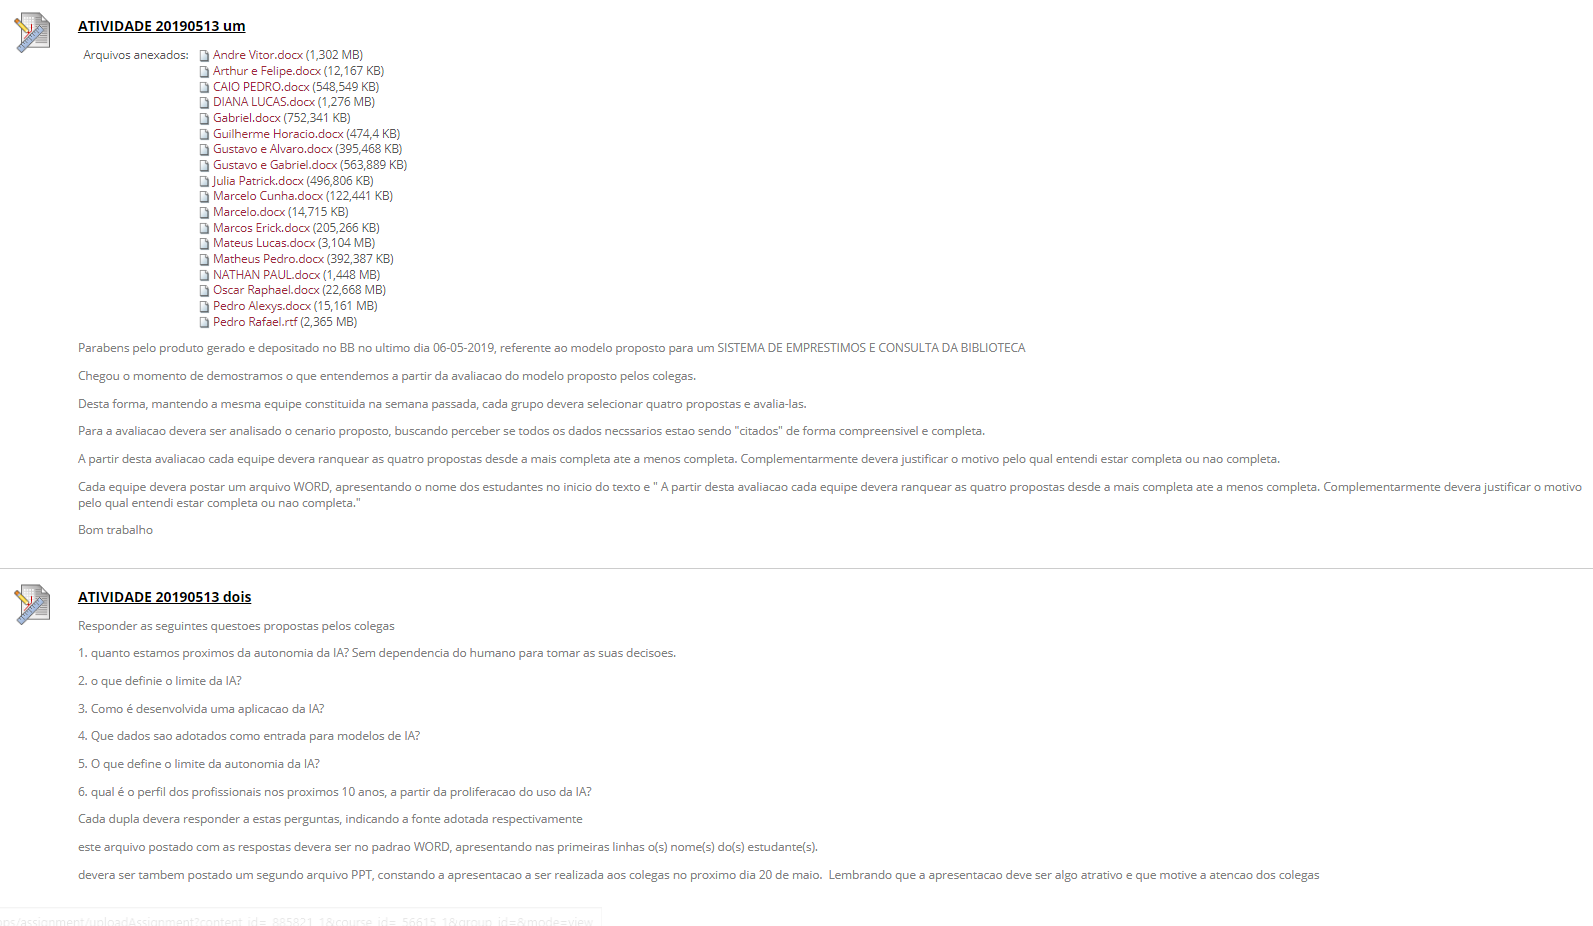 ATIVIDADE 20190513 um
Arquivos anexados: Andre Vitor.docx (1,302 MB)
Arthur e Felipe.docx (12,167 KB)
CAIO PEDRO.docx (548,549 KB)
DIANA LUCAS.docx (1,276 MB)
Gabriel.docx (752,341 KB)
Guilherme Horacio.docx (474,4 KB)
Gustavo e Alvaro.docx (395,468 KB)
Gustavo e Gabriel.docx (563,889 KB)
Julia Patrick.docx (496,806 KB)
Marcelo Cunha.docx (122,441 KB)
Marcelo.docx (14,715 KB)
Marcos Erick.docx (205,266 KB)
Mateus Lucas.docx (3,104 MB)
Matheus Pedro.docx (392,387 KB)
NATHAN PAUL.docx (1,448 MB)
Oscar Raphael.docx (22,668 MB)
Pedro Alexys.docx (15,161 MB)
Pedro Rafael.rtf (2,365 MB)
Parabens pelo produto gerado e depositado no BB no ultimo dia 06-05-2019, referente ao modelo proposto para um SISTEMA DE EMPRESTIMOS E CONSULTA DA BIBLIOTECA
Chegou o momento de demostramos o que entendemos a partir da avaliacao do modelo proposto pelos colegas.
Desta forma, mantendo a mesma equipe constituida na semana passada, cada grupo devera selecionar quatro propostas e avalia-las.
Para a avaliacao devera ser analisado o cenario proposto, buscando perceber se todos os dados necssarios estao sendo "citados" de forma compreensivel e completa.
A partir desta avaliacao cada equipe devera ranquear as quatro propostas desde a mais completa ate a menos completa. Complementarmente devera justificar o motivo pelo qual entendi estar completa ou nao completa.
Cada equipe devera postar um arquivo WORD, apresentando o nome dos estudantes no inicio do texto e " A partir desta avaliacao cada equipe devera ranquear as quatro propostas desde a mais completa ate a menos completa. Complementarmente devera justificar o motivo
pelo qual entendi estar completa ou nao completa."
Bom trabalho
ATIVIDADE 20190513 dois
Responder as seguintes questoes propostas pelos colegas
1. quanto estamos proximos da autonomia da IA? Sem dependencia do humano para tomar as suas decisoes.
2. o que definie o limite da IA?
3. Como é desenvolvida uma aplicacao da IA?
4. Que dados sao adotados como entrada para modelos de IA?
5. O que define o limite da autonomia da IA?
6. qual é o perfil dos profissionais nos proximos 10 anos, a partir da proliferacao do uso da IA?
Cada dupla devera responder a estas perguntas, indicando a fonte adotada respectivamente
este arquivo postado com as respostas devera ser no padrao WORD, apresentando nas primeiras linhas o(s) nome(s) do(s) estudante(s).
devera ser tambem postado um segundo arquivo PPT, constando a apresentacao a ser realizada aos colegas no proximo dia 20 de maio. Lembrando que a apresentacao deve ser algo atrativo e que motive a atencao dos colegas
/assignment/uploadAssignment?content_id=_885821_1&course_id=_56615_1&group_id=&mode=view